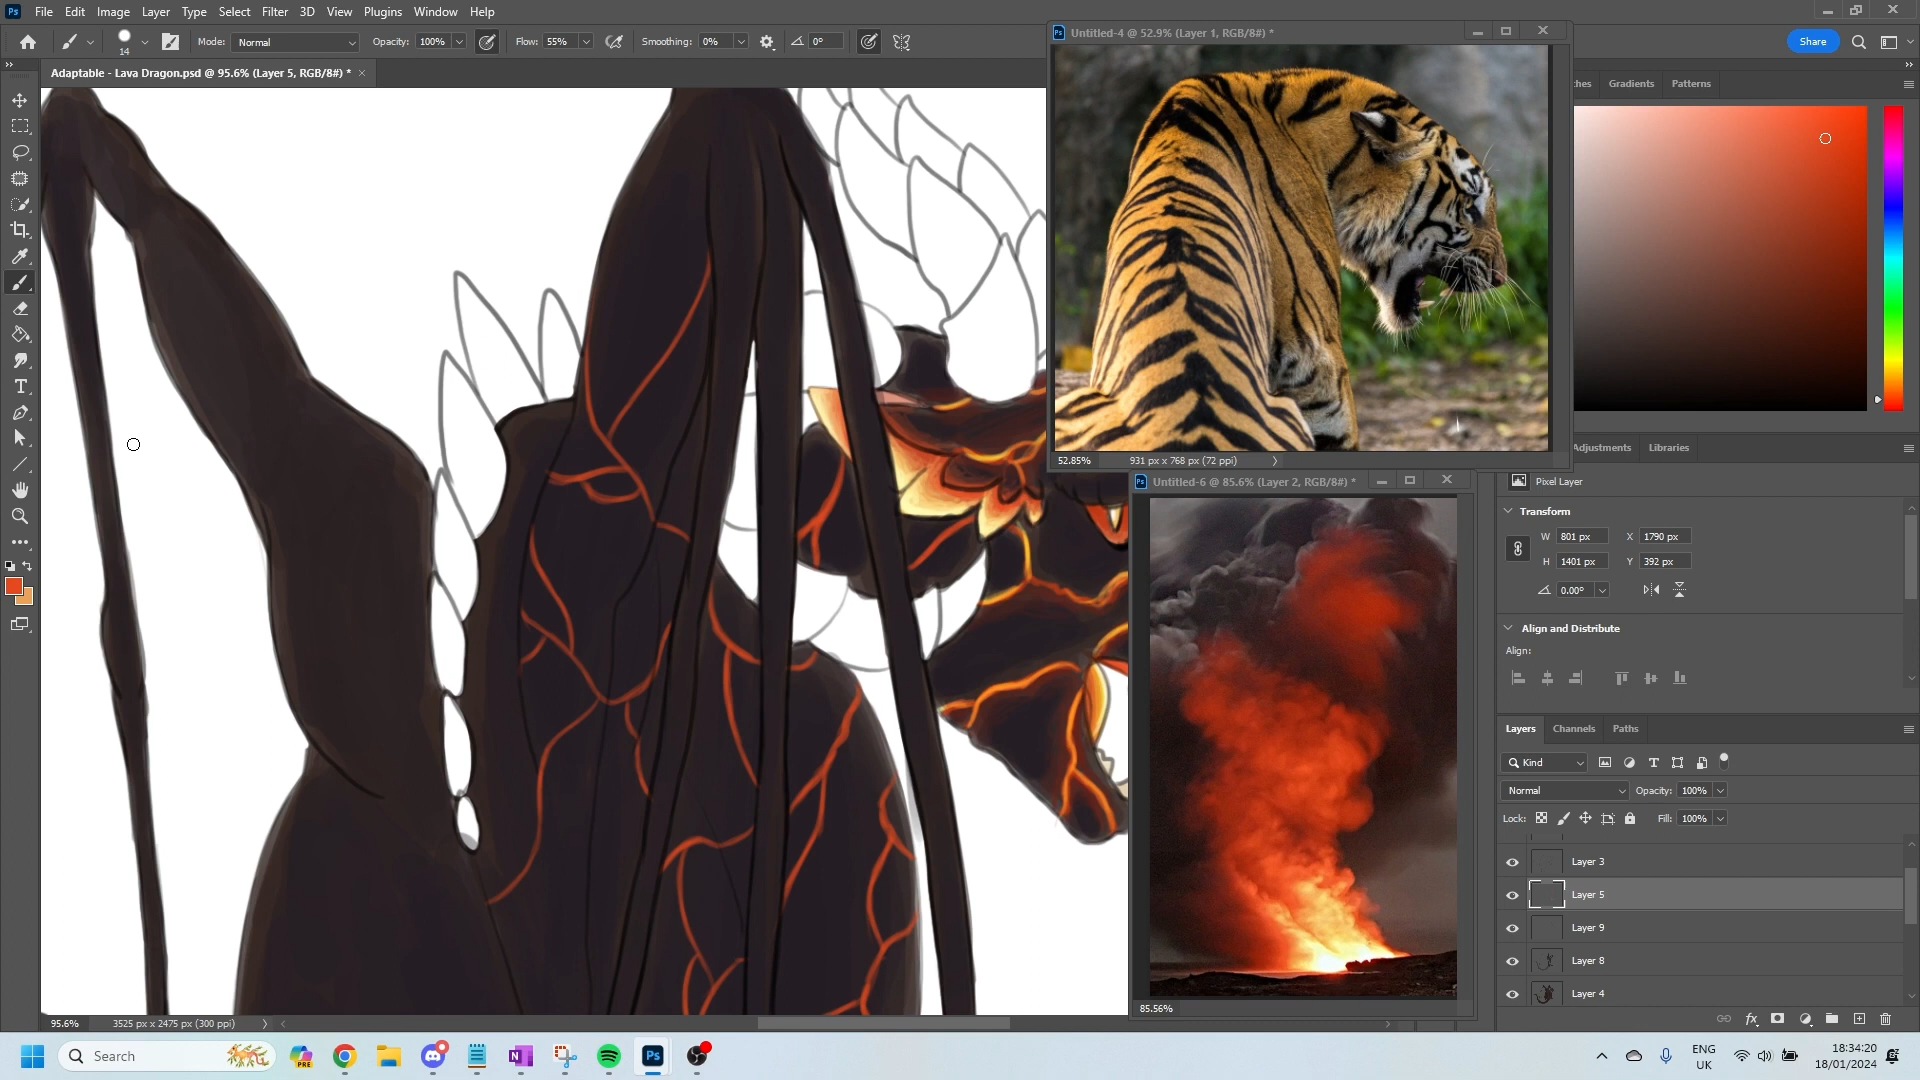 Ps File Edit Image Layer Type Select Filter 3D View Plugins Window Help
14 Mode: Normal Opacity: 100% Flow: 55% Smoothing: 0% 0° Share
Adaptable - Lava Dragon.psd @ 95.6% (Layer 5, RGB/8#) *
Untitled-4 @ 52.9% (Layer 1, RGB/8#) *
52.85% 931 px x 768 px (72 ppi)
Untitled-6 @ 85.6% (Layer 2, RGB/8#) *
85.56%
ches Gradients Patterns
Adjustments Libraries
Pixel Layer
Transform
W 801 px X 1790 px
H 1401 px Y 392 px
0.00°
Align and Distribute
Align:
Layers Channels Paths
Kind
Normal Opacity: 100%
Lock: Fill: 100%
Layer 3
Layer 5
Layer 9
Layer 8
Layer 4
95.6% 3525 px x 2475 px (300 ppi)
Search PRE N Ps ENG
UK 18:34:20
18/01/2024